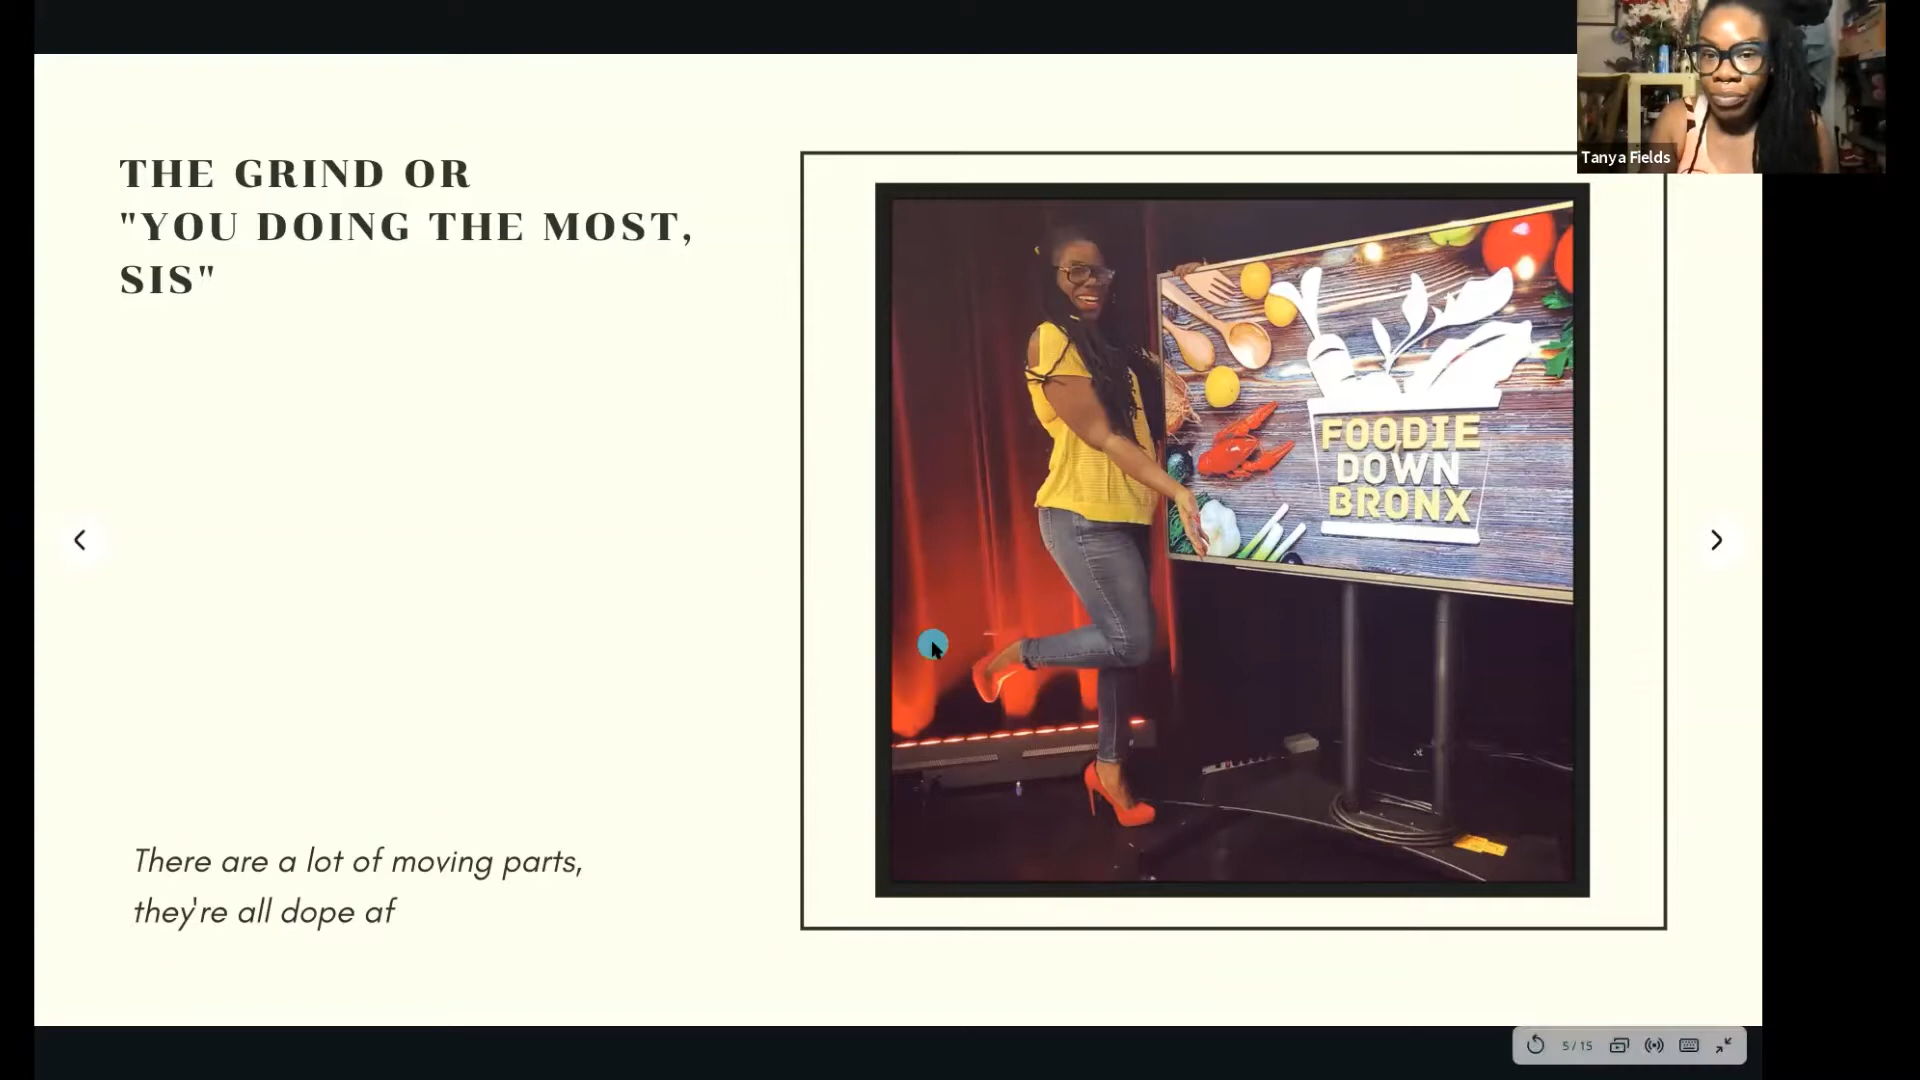 THE GRIND OR
"YOU DOING THE MOST,
SIS"
Tanya Fields
FOODIE
DOWN
BRONX
There are a lot of moving parts,
they're all dope af
5 / 15